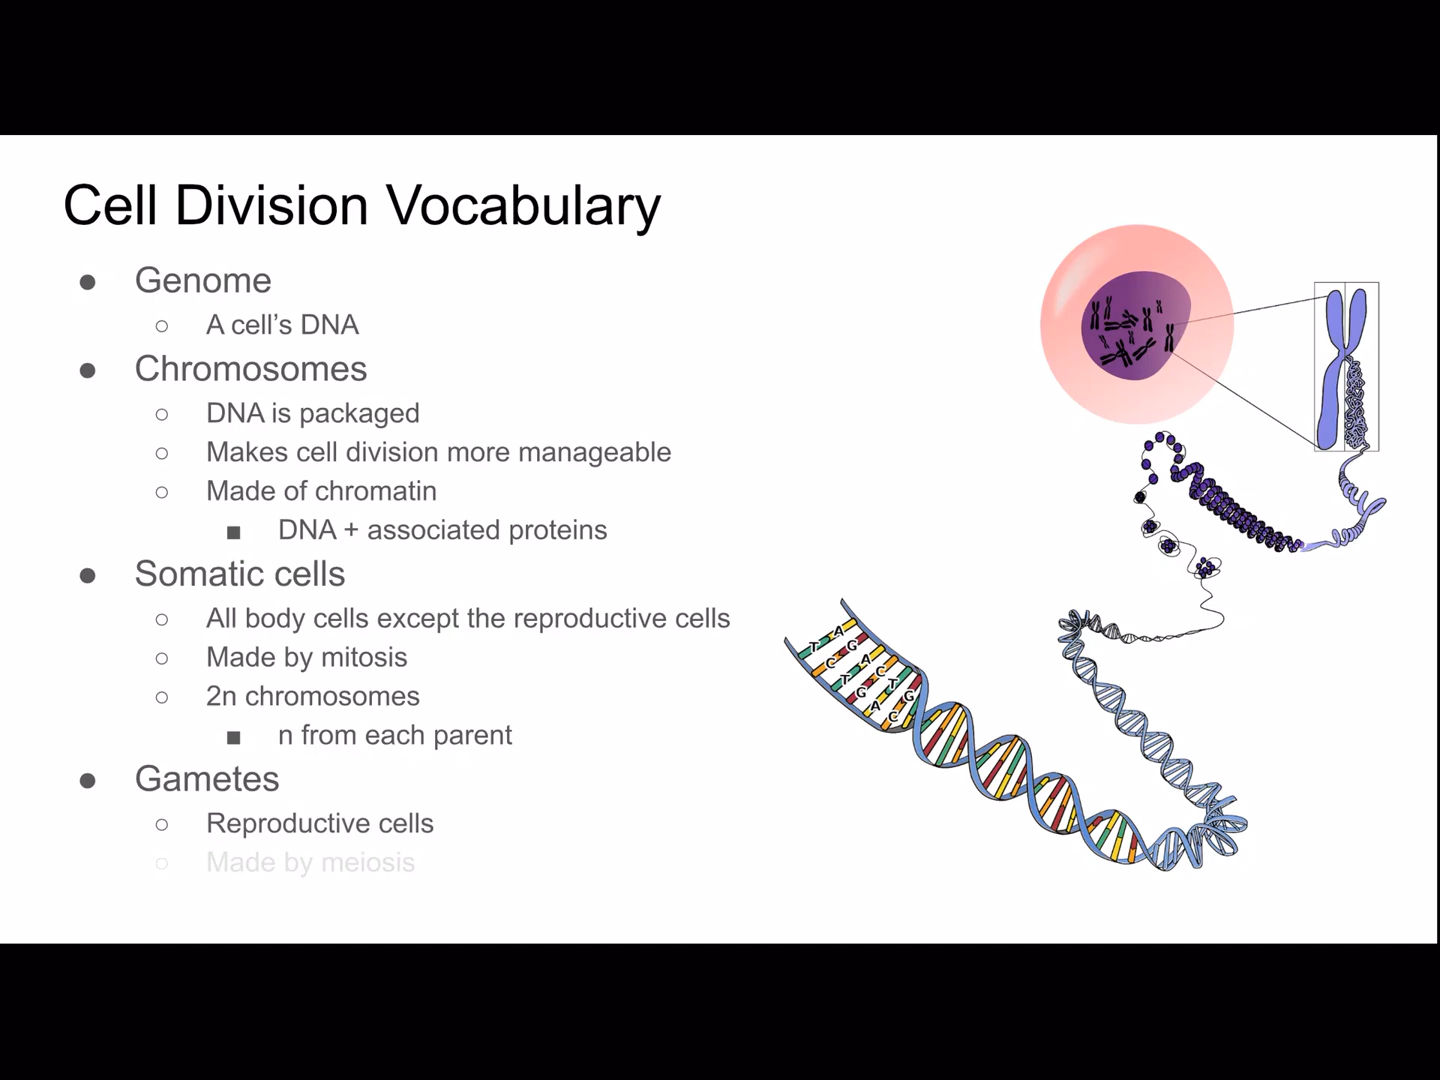 Cell Division Vocabulary
● Genome
○ A cell’s DNA
● Chromosomes
○ DNA is packaged
○ Makes cell division more manageable
○ Made of chromatin
■ DNA + associated proteins
● Somatic cells
○ All body cells except the reproductive cells
○ Made by mitosis
○ 2n chromosomes
■ n from each parent
● Gametes
○ Reproductive cells
○ Made by meiosis
A G A C T G
T C T G A C